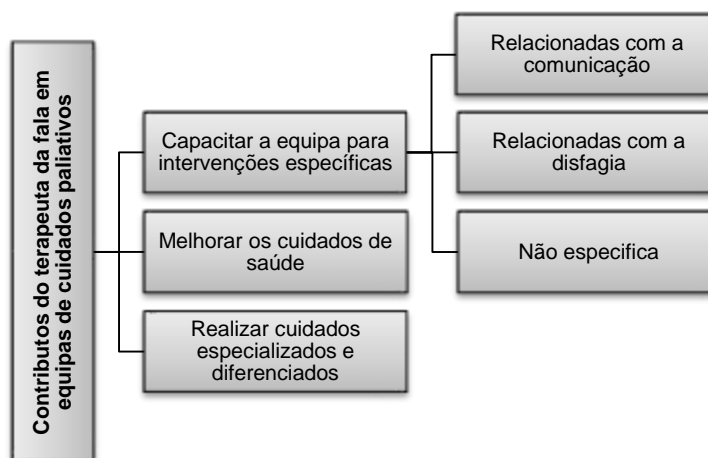 Contributos do terapeuta da fala em
equipas de cuidados paliativos
Capacitar a equipa para
intervenções específicas
Relacionadas com a
comunicação
Relacionadas com a
disfagia
Não especifica
Melhorar os cuidados de
saúde
Realizar cuidados
especializados e
diferenciados